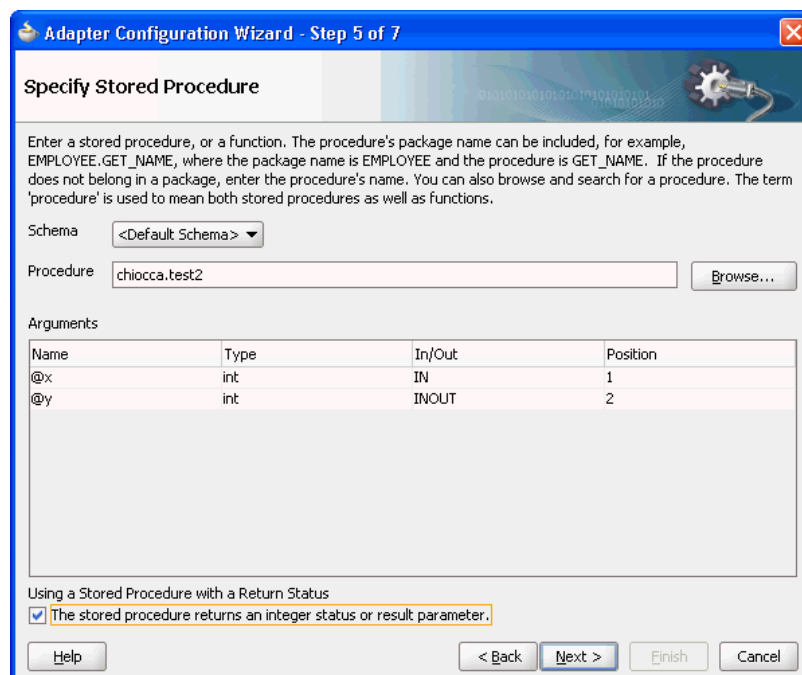 Adapter Configuration Wizard - Step 5 of 7
Specify Stored Procedure
Enter a stored procedure, or a function. The procedure's package name can be included, for example,
EMPLOYEE.GET_NAME, where the package name is EMPLOYEE and the procedure is GET_NAME. If the procedure
does not belong in a package, enter the procedure's name. You can also browse and search for a procedure. The term
'procedure' is used to mean both stored procedures as well as functions.
Schema <Default Schema>
Procedure chiocca.test2 Browse...
Arguments
Name Type In/Out Position
@x int IN 1
@y int INOUT 2
Using a Stored Procedure with a Return Status
The stored procedure returns an integer status or result parameter.
Help < Back Next > Finish Cancel